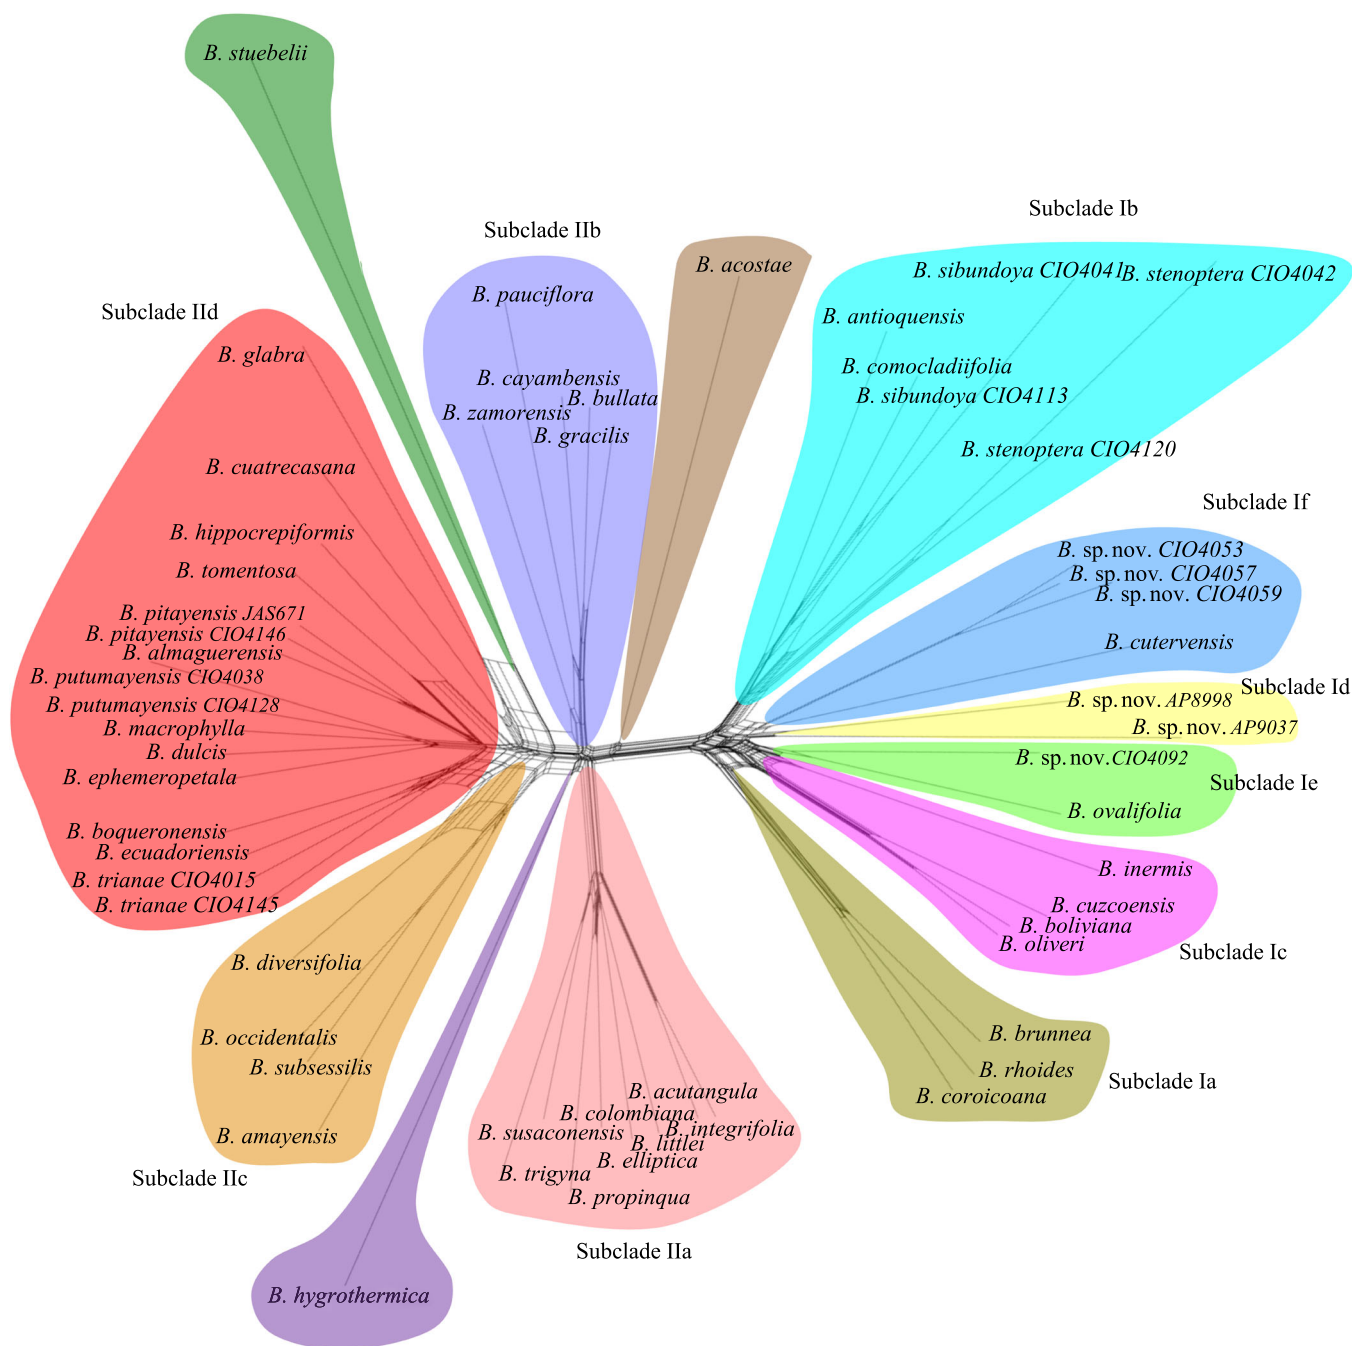 B. stuebelii
Subclade IIb
B. pauciflora
B. cayambensis
B. bullata
B. zamorensis
B. gracilis
B. acostae
Subclade Ib
B. sibundoya CIO4041
B. stenoptera CIO4042
B. antioquensis
B. comocladiifolia
B. sibundoya CIO4113
B. stenoptera CIO4120
Subclade IId
B. glabra
B. cuatrecasana
B. hippocrepiformis
B. tomentosa
B. pitayensis JAS671
B. pitayensis CIO4146
B. almaguerensis
B. putumayensis CIO4038
B. putumayensis CIO4128
B. macrophylla
B. dulcis
B. ephemeropetala
B. boqueronensis
B. ecuadoriensis
B. trianae CIO4015
B. trianae CIO4145
Subclade If
B. sp. nov. CIO4053
B. sp. nov. CIO4057
B. sp. nov. CIO4059
B. cutervensis
Subclade Id
B. sp. nov. AP8998
B. sp. nov. AP9037
B. sp. nov. CIO4092
Subclade Ie
B. ovalifolia
B. inermis
B. cuzcoensis
B. boliviana
B. oliveri
Subclade Ic
B. brunnea
B. rhoides
B. coroicoana
Subclade Ia
B. diversifolia
B. occidentalis
B. subsessilis
B. amayensis
Subclade IIc
B. acutangula
B. colombiana
B. integrifolia
B. susaconensis
B. littlei
B. elliptica
B. trigyna
B. propinqua
Subclade IIa
B. hygrothermica